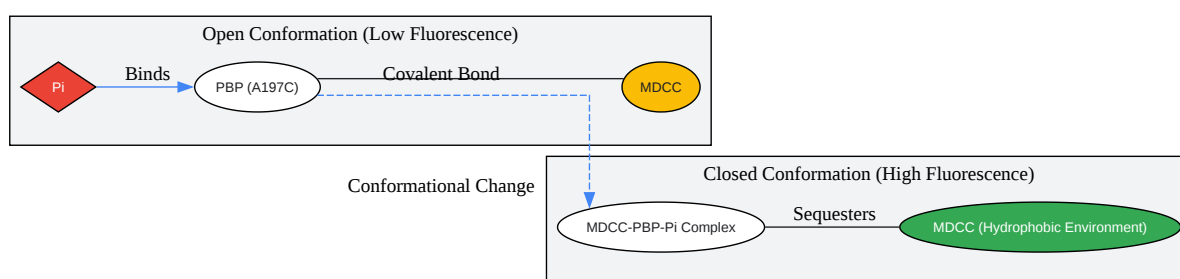 Open Conformation (Low Fluorescence)
Pi
Binds
PBP (A197C)
Covalent Bond
MDCC
Conformational Change
Closed Conformation (High Fluorescence)
MDCC-PBP-Pi Complex
Sequesters
MDCC (Hydrophobic Environment)